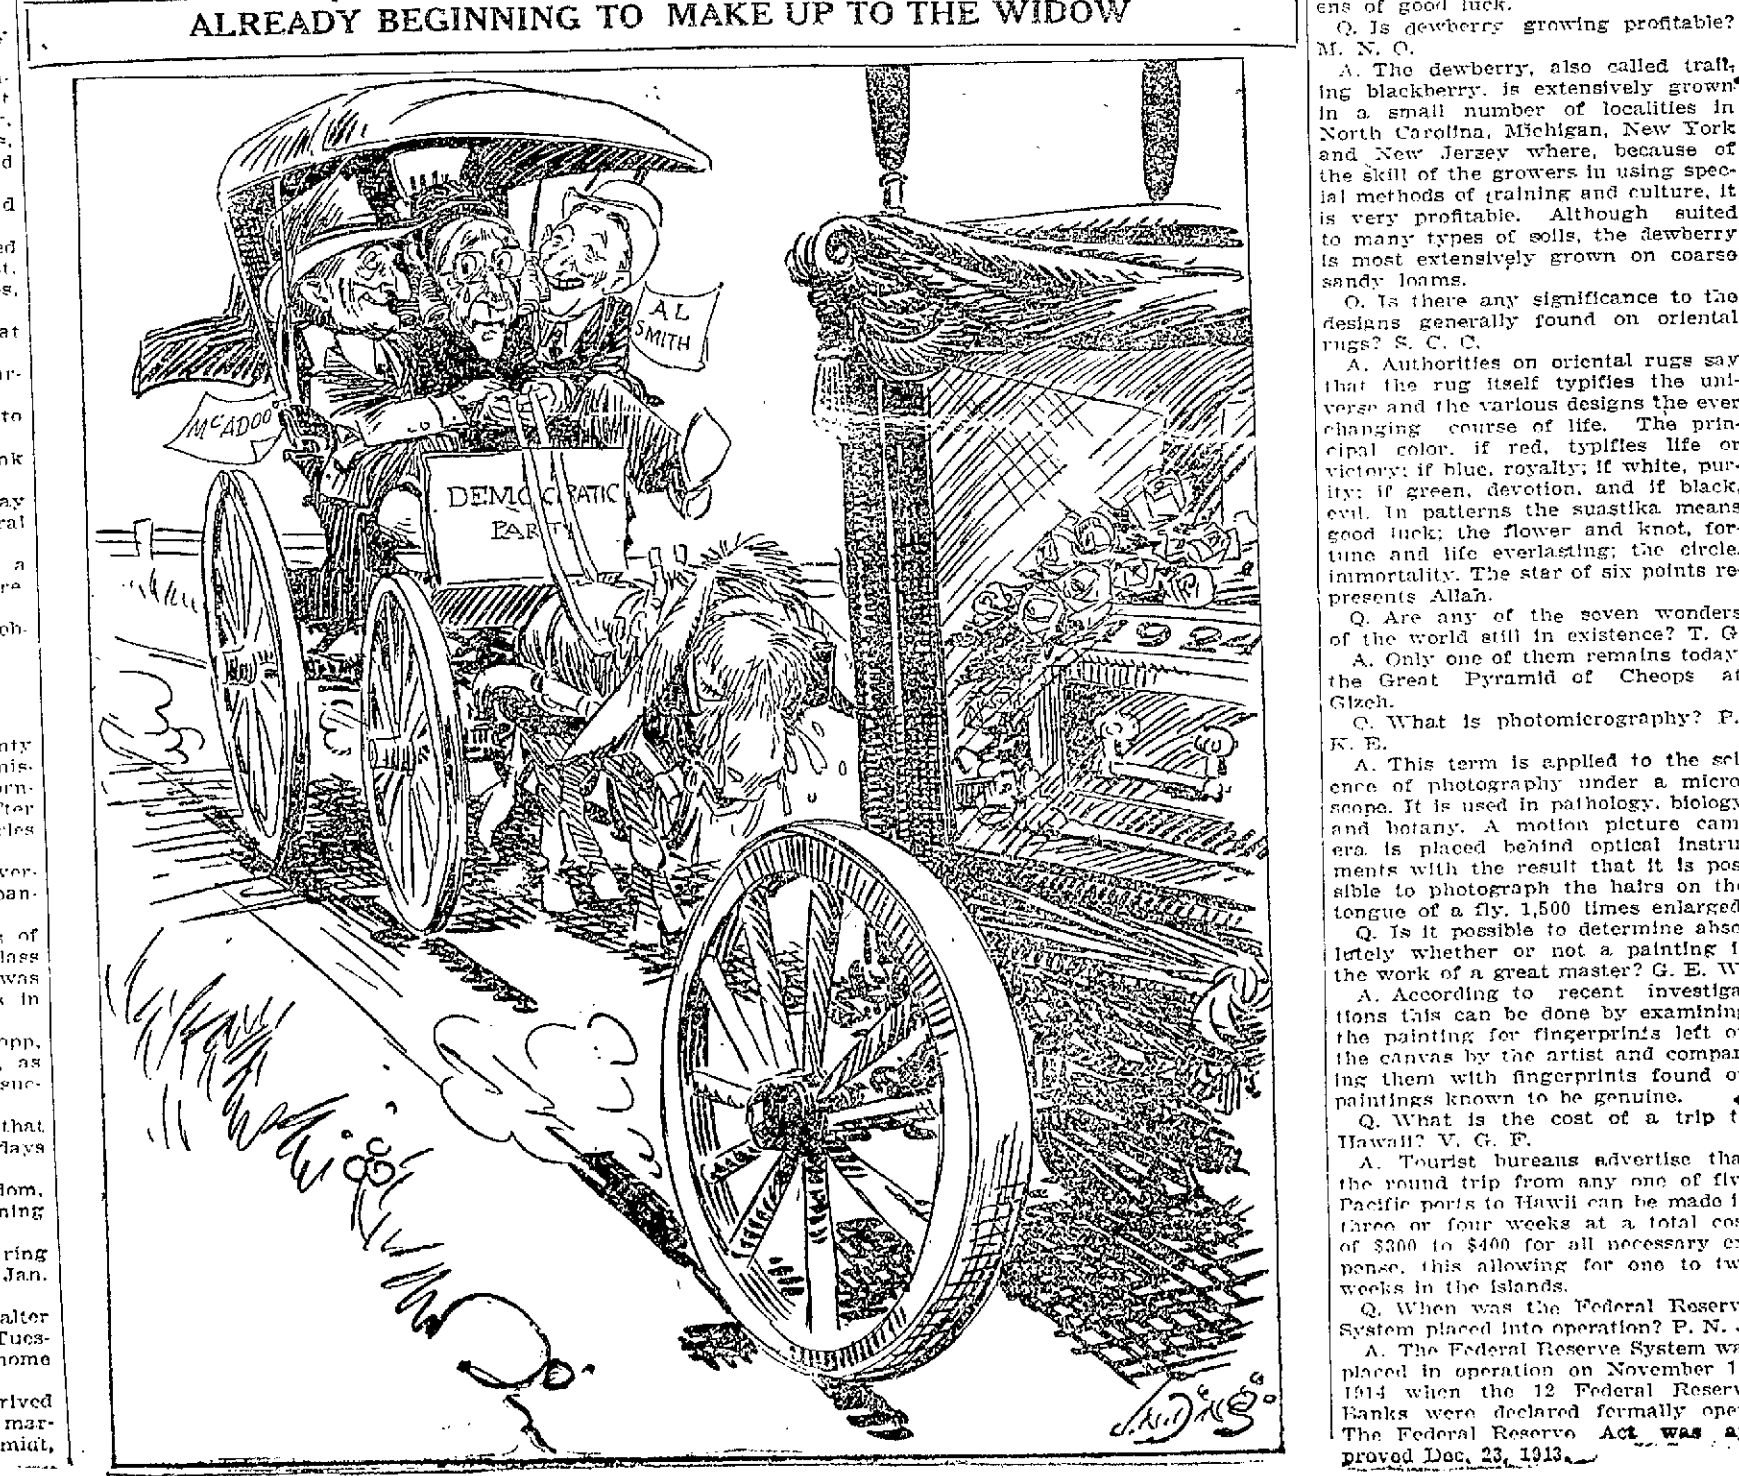 ALREADY BEGINNING TO MAKE UP TO THE WIDOW
AL
SMITH
McADOO
DEMOCRATIC
PARTY
1924
J.N. DING
ens of good luck.
Q. Is dewberry growing profitable?
M. N. O.
A. The dewberry, also called trail-
ing blackberry, is extensively grown
in a small number of localities in
North Carolina, Michigan, New York
and New Jerzey where, because of
the skill of the growers in using spec-
ial methods of training and culture, it
is very profitable. Although suited
to many types of soils, the dewberry
is most extensively grown on coarse
sandy loams.
Q. Is there any significance to the
designs generally found on oriental
rugs? S. C. C.
A. Authorities on oriental rugs say
that the rug itself typifies the uni-
verse and the various designs the ever
changing course of life. The prin-
cipal color, if red, typifies life or
victory; if blue, royalty; if white, pur-
ity; if green, devotion, and if black,
evil. In patterns the suastika means
good luck; the flower and knot, for-
tune and life everlasting; the circle,
immortality. The star of six points re-
presents Allah.
Q. Are any of the seven wonders
of the world still in existence? T. G
A. Only one of them remains today
the Great Pyramid of Cheops at
Gizeh.
Q. What is photomicrography? P.
K. E.
A. This term is applied to the sci
ence of photography under a micro
scope. It is used in pathology, biology
and botany. A motion picture cam
era is placed behind optical instru
ments with the result that it is pos
sible to photograph the hairs on the
tongue of a fly, 1,500 times enlarged
Q. Is it possible to determine abso
lutely whether or not a painting i
the work of a great master? G. E. W
A. According to recent investiga
tions this can be done by examining
the painting for fingerprints left o
the canvas by the artist and compar
ing them with fingerprints found o
paintings known to be genuine.
Q. What is the cost of a trip t
Hawaii? V. G. F.
A. Tourist bureaus advertise tha
the round trip from any one of fiv
Pacific ports to Hawii can be made i
three or four weeks at a total cos
of $300 to $400 for all necessary ex
pense, this allowing for one to tw
weeks in the islands.
Q. When was the Federal Reserv
System placed into operation? P. N. J
A. The Federal Reserve System wa
placed in operation on November 1
1914 when the 12 Federal Reserv
Banks were declared formally ope
The Federal Reserve Act was a
proved Dec. 23, 1913.